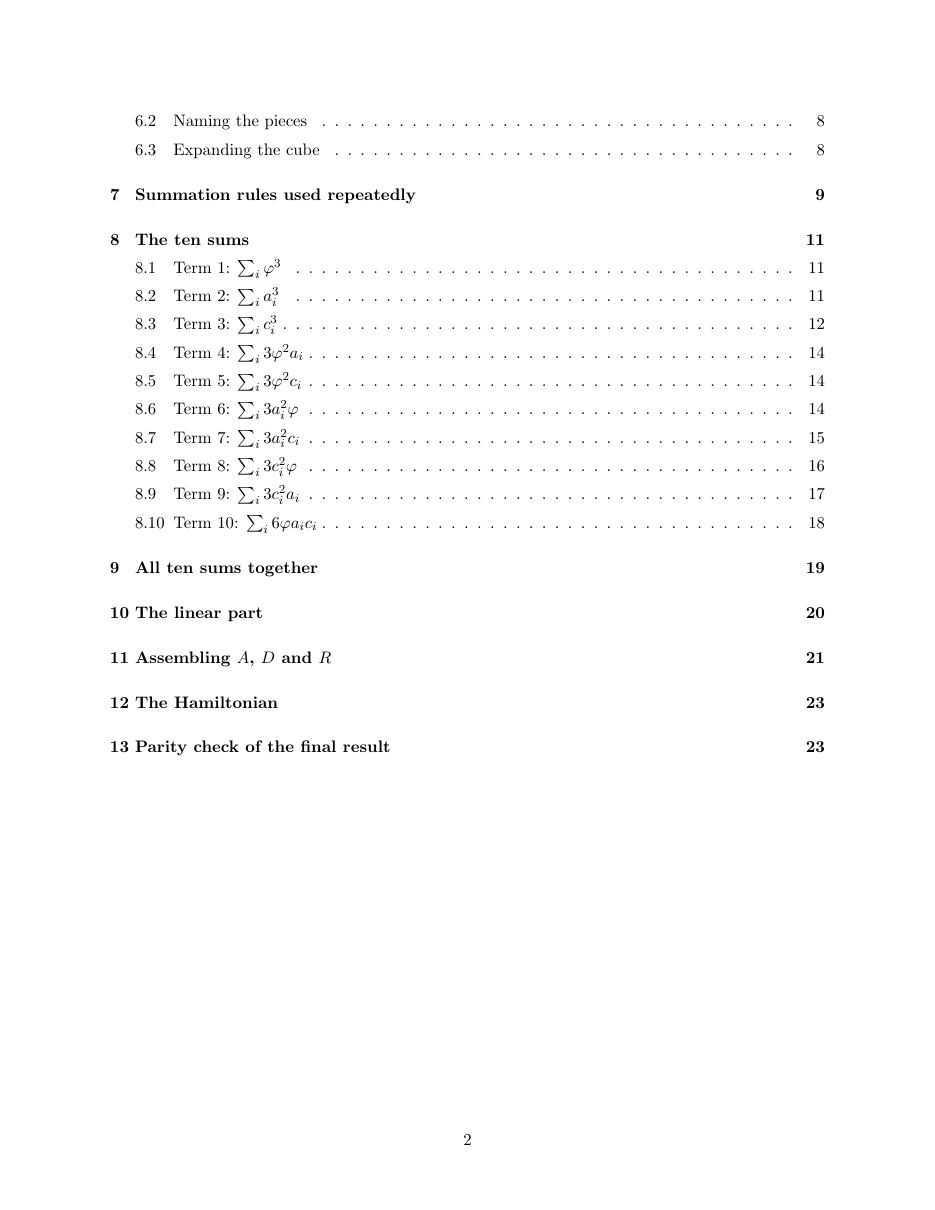 6.2 Naming the pieces . . . . . . . . . . . . . . . . . . . . . . . . . . . . . . . . . . . . . 8
6.3 Expanding the cube . . . . . . . . . . . . . . . . . . . . . . . . . . . . . . . . . . . . 8
7 Summation rules used repeatedly 9
8 The ten sums 11
8.1 Term 1: ∑ᵢ φ³ . . . . . . . . . . . . . . . . . . . . . . . . . . . . . . . . . . . . . . . 11
8.2 Term 2: ∑ᵢ aᵢ³ . . . . . . . . . . . . . . . . . . . . . . . . . . . . . . . . . . . . . . . 11
8.3 Term 3: ∑ᵢ cᵢ³ . . . . . . . . . . . . . . . . . . . . . . . . . . . . . . . . . . . . . . . . 12
8.4 Term 4: ∑ᵢ 3φ²aᵢ . . . . . . . . . . . . . . . . . . . . . . . . . . . . . . . . . . . . . . 14
8.5 Term 5: ∑ᵢ 3φ²cᵢ . . . . . . . . . . . . . . . . . . . . . . . . . . . . . . . . . . . . . . 14
8.6 Term 6: ∑ᵢ 3aᵢ²φ . . . . . . . . . . . . . . . . . . . . . . . . . . . . . . . . . . . . . . 14
8.7 Term 7: ∑ᵢ 3aᵢ²cᵢ . . . . . . . . . . . . . . . . . . . . . . . . . . . . . . . . . . . . . . 15
8.8 Term 8: ∑ᵢ 3cᵢ²φ . . . . . . . . . . . . . . . . . . . . . . . . . . . . . . . . . . . . . . 16
8.9 Term 9: ∑ᵢ 3cᵢ²aᵢ . . . . . . . . . . . . . . . . . . . . . . . . . . . . . . . . . . . . . . 17
8.10 Term 10: ∑ᵢ 6φaᵢcᵢ . . . . . . . . . . . . . . . . . . . . . . . . . . . . . . . . . . . . . 18
9 All ten sums together 19
10 The linear part 20
11 Assembling A, D and R 21
12 The Hamiltonian 23
13 Parity check of the final result 23
2